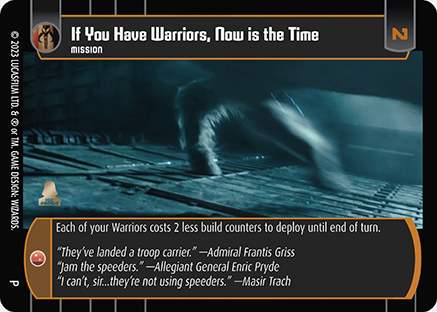 If You Have Warriors, Now is the Time
MISSION
N
© 2023 LUCASFILM LTD. & ® or TM. GAME DESIGN: WIZARDS.
Each of your Warriors costs 2 less build counters to deploy until end of turn.
"They've landed a troop carrier." —Admiral Frantis Griss
"Jam the speeders." —Allegiant General Enric Pryde
"I can't, sir...they're not using speeders." —Masir Trach
P